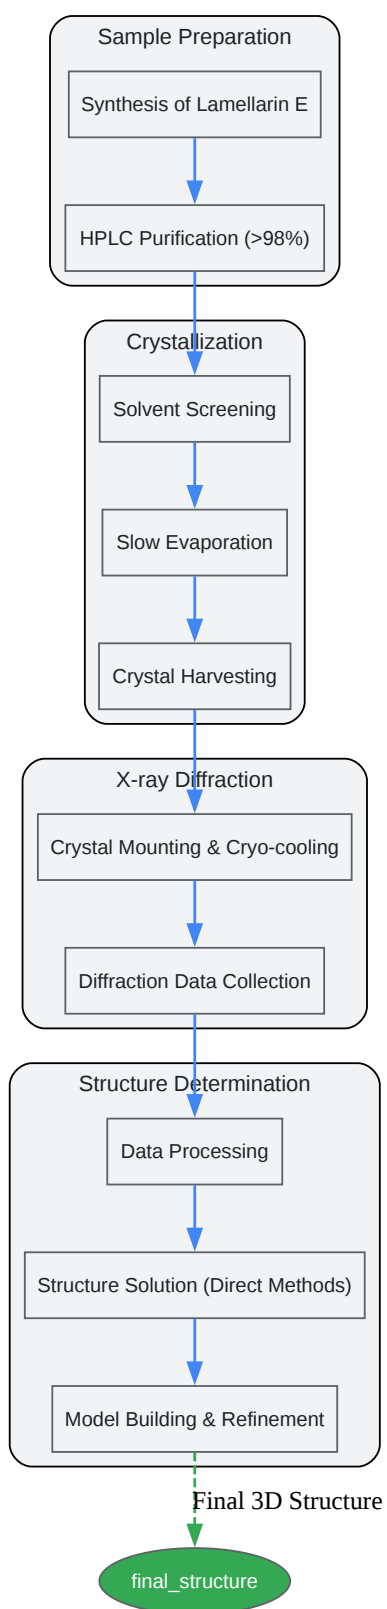 Sample Preparation
Synthesis of Lamellarin E
HPLC Purification (>98%)
Crystallization
Solvent Screening
Slow Evaporation
Crystal Harvesting
X-ray Diffraction
Crystal Mounting & Cryo-cooling
Diffraction Data Collection
Structure Determination
Data Processing
Structure Solution (Direct Methods)
Model Building & Refinement
Final 3D Structure
final_structure